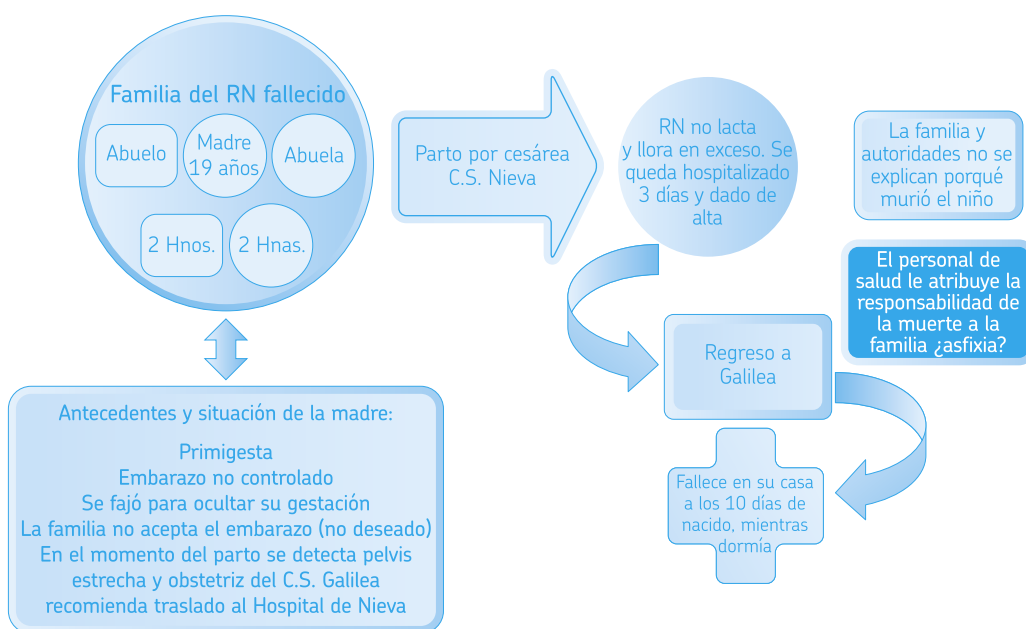 Familia del RN fallecido
Abuelo
Madre
19 años
Abuela
2 Hnos.
2 Hnas.
Antecedentes y situación de la madre:
Primigesta
Embarazo no controlado
Se fajó para ocultar su gestación
La familia no acepta el embarazo (no deseado)
En el momento del parto se detecta pelvis
estrecha y obstetriz del C.S. Galilea
recomienda traslado al Hospital de Nieva
Parto por cesárea
C.S. Nieva
RN no lacta
y llora en exceso. Se
queda hospitalizado
3 días y dado de
alta
Regreso a
Galilea
Fallece en su casa
a los 10 días de
nacido, mientras
dormía
La familia y
autoridades no se
explican porqué
murió el niño
El personal de
salud le atribuye la
responsabilidad de
la muerte a la
familia ¿asfixia?